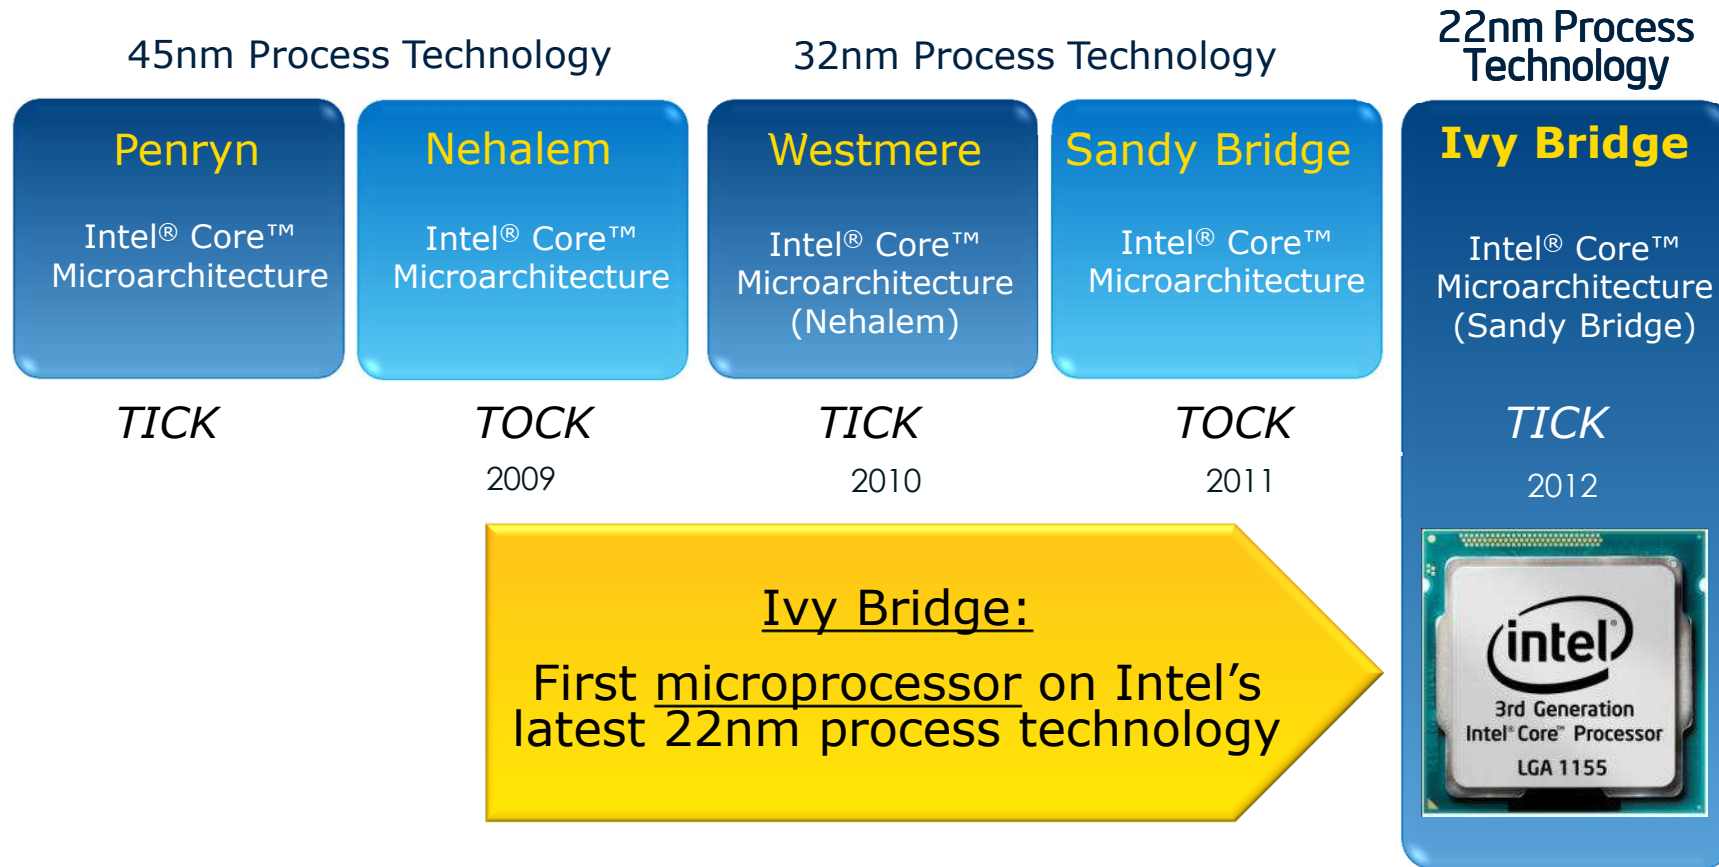 45nm Process Technology
32nm Process Technology
22nm Process
Technology
Penryn
Intel® Core™
Microarchitecture
TICK
Nehalem
Intel® Core™
Microarchitecture
TOCK
2009
Westmere
Intel® Core™
Microarchitecture
(Nehalem)
TICK
2010
Sandy Bridge
Intel® Core™
Microarchitecture
TOCK
2011
Ivy Bridge
Intel® Core™
Microarchitecture
(Sandy Bridge)
TICK
2012
Ivy Bridge:
First microprocessor on Intel’s
latest 22nm process technology
intel®
3rd Generation
Intel® Core™ Processor
LGA 1155